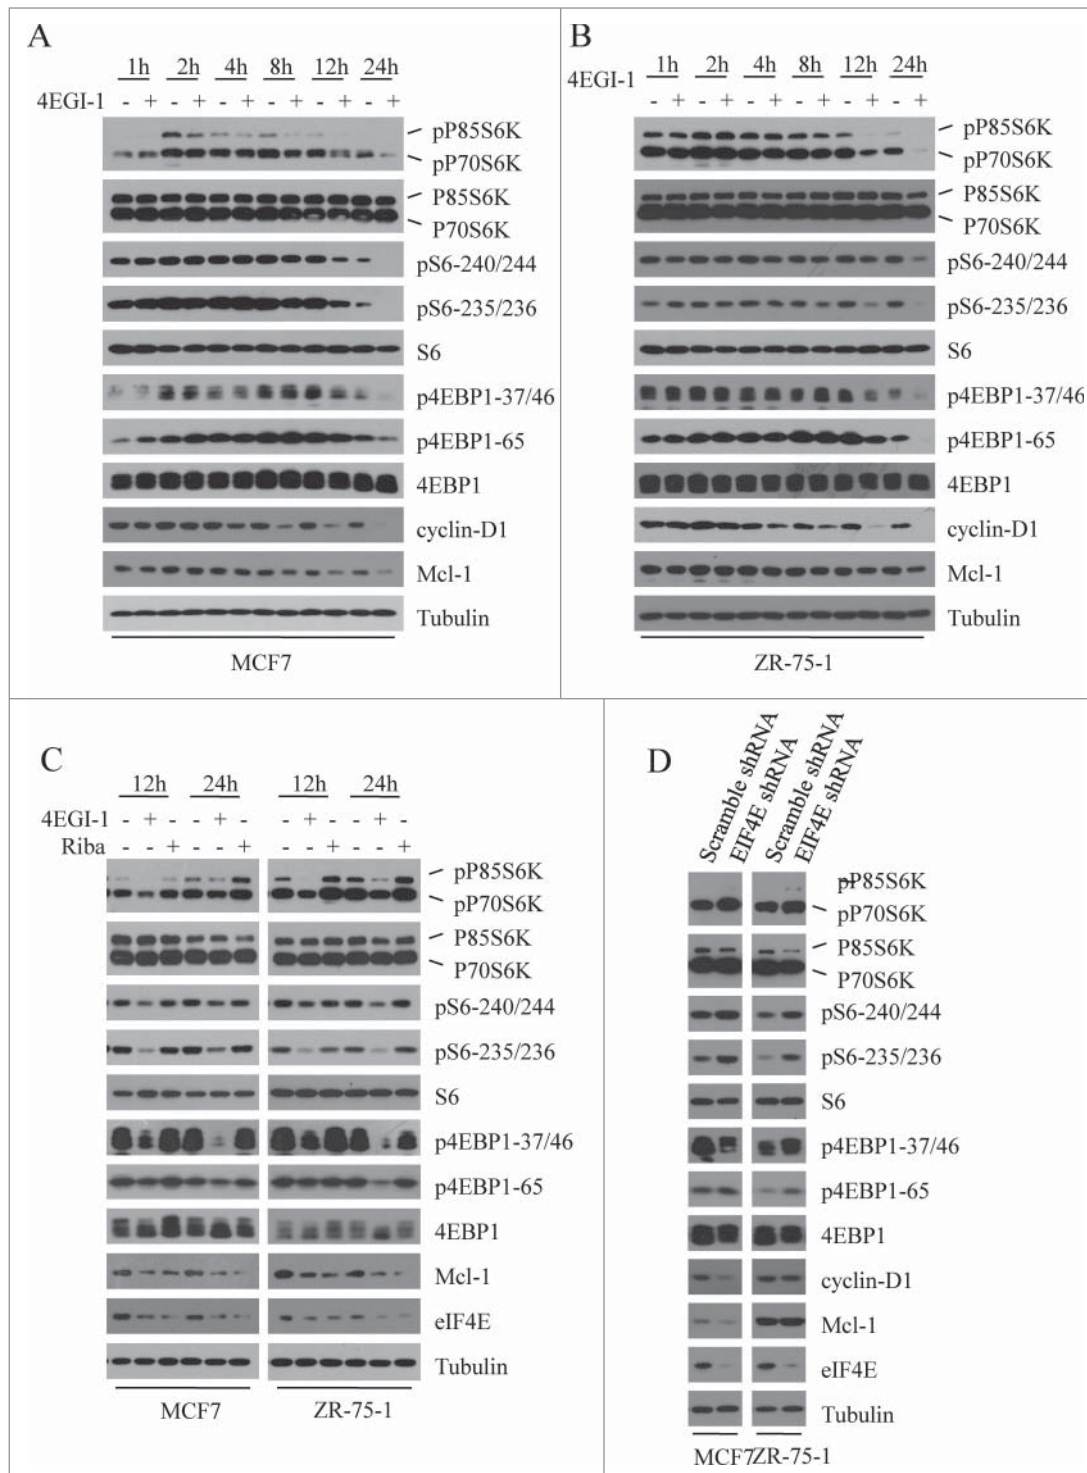 A
1h 2h 4h 8h 12h 24h
4EGI-1 - + - + - + - + - + - +
pP85S6K
pP70S6K
P85S6K
P70S6K
pS6-240/244
pS6-235/236
S6
p4EBP1-37/46
p4EBP1-65
4EBP1
cyclin-D1
Mcl-1
Tubulin
MCF7
B
1h 2h 4h 8h 12h 24h
4EGI-1
- + - + - + - + - + - +
pP85S6K
pP70S6K
P85S6K
P70S6K
pS6-240/244
pS6-235/236
S6
p4EBP1-37/46
p4EBP1-65
4EBP1
cyclin-D1
Mcl-1
Tubulin
ZR-75-1
C
12h 24h 12h 24h
4EGI-1 - + - - + - - + - - + -
Riba - - + - - + - - + - - +
pP85S6K
pP70S6K
P85S6K
P70S6K
pS6-240/244
pS6-235/236
S6
p4EBP1-37/46
p4EBP1-65
4EBP1
Mcl-1
eIF4E
Tubulin
MCF7 ZR-75-1
D
Scramble shRNA
EIF4E shRNA
Scramble shRNA
EIF4E shRNA
pP85S6K
pP70S6K
P85S6K
P70S6K
pS6-240/244
pS6-235/236
S6
p4EBP1-37/46
p4EBP1-65
4EBP1
cyclin-D1
Mcl-1
eIF4E
Tubulin
MCF7 ZR-75-1